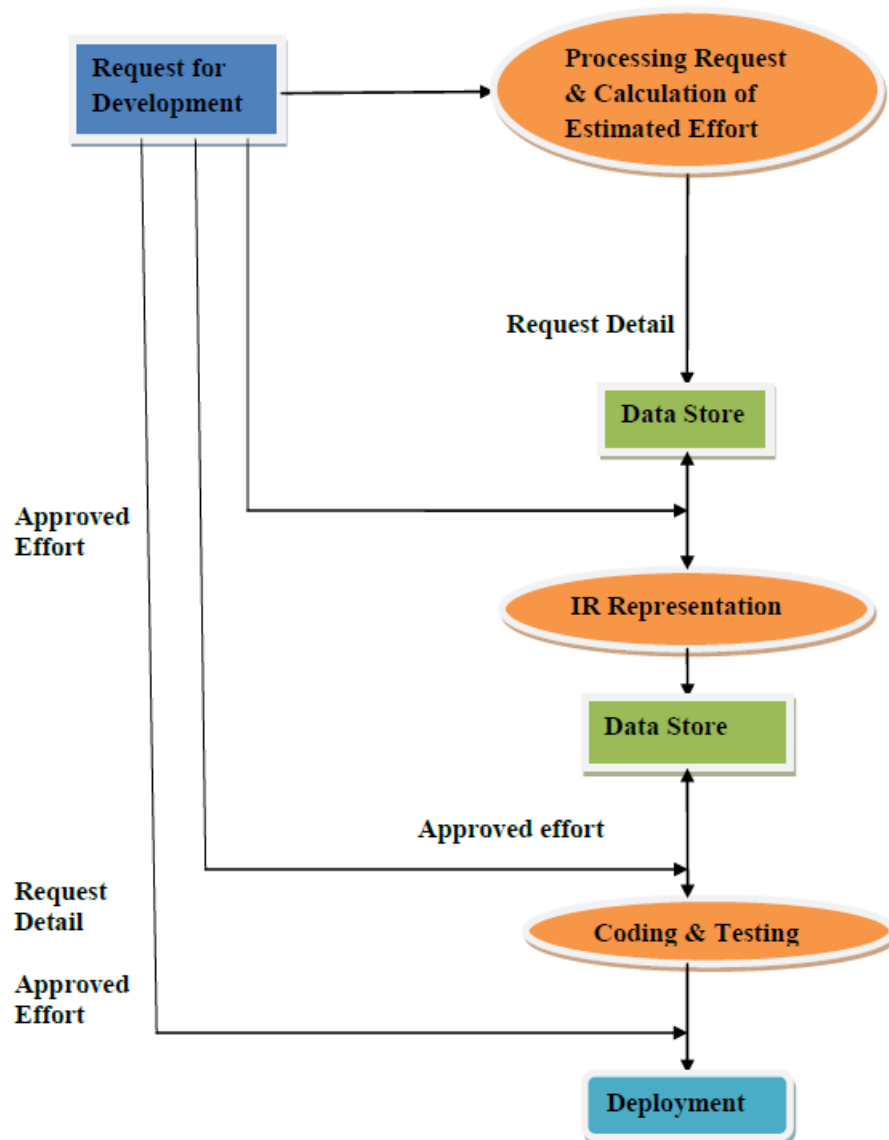 Request for
Development
Processing Request
& Calculation of
Estimated Effort
Request Detail
Data Store
Approved
Effort
IR Representation
Data Store
Approved effort
Request
Detail
Coding & Testing
Approved
Effort
Deployment